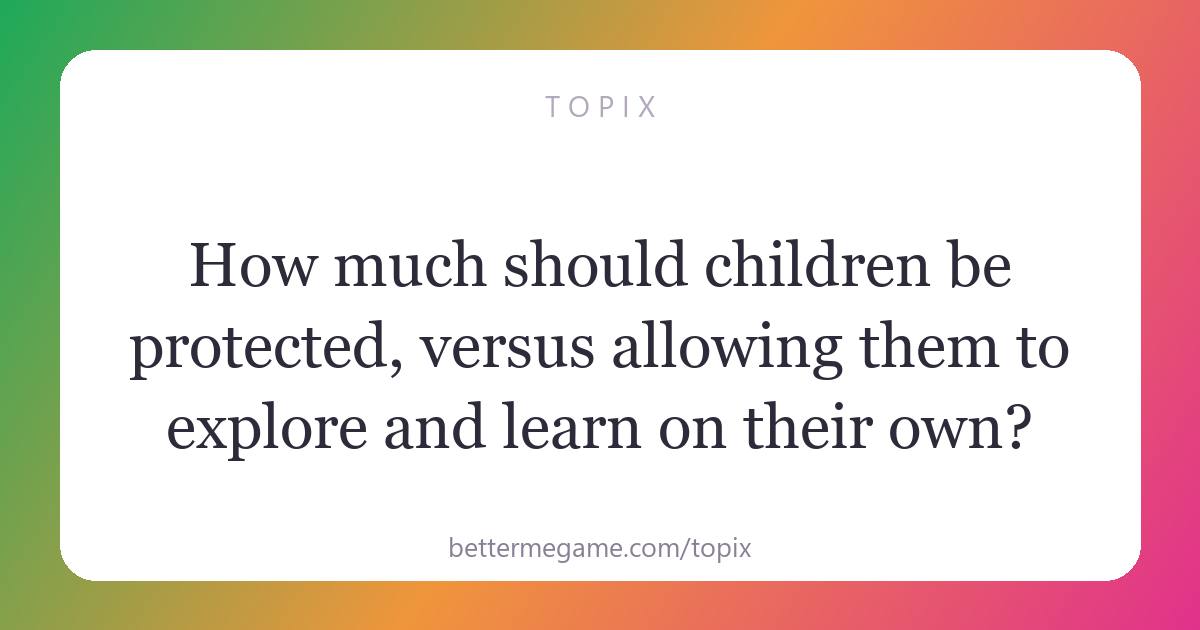 TOPIX
How much should children be
protected, versus allowing them to
explore and learn on their own?
bettermegame.com/topix